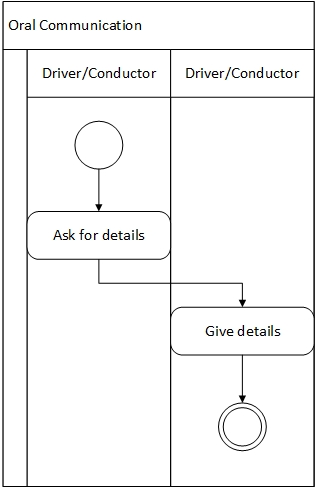 Oral Communication
Driver/Conductor
Driver/Conductor
Ask for details
Give details